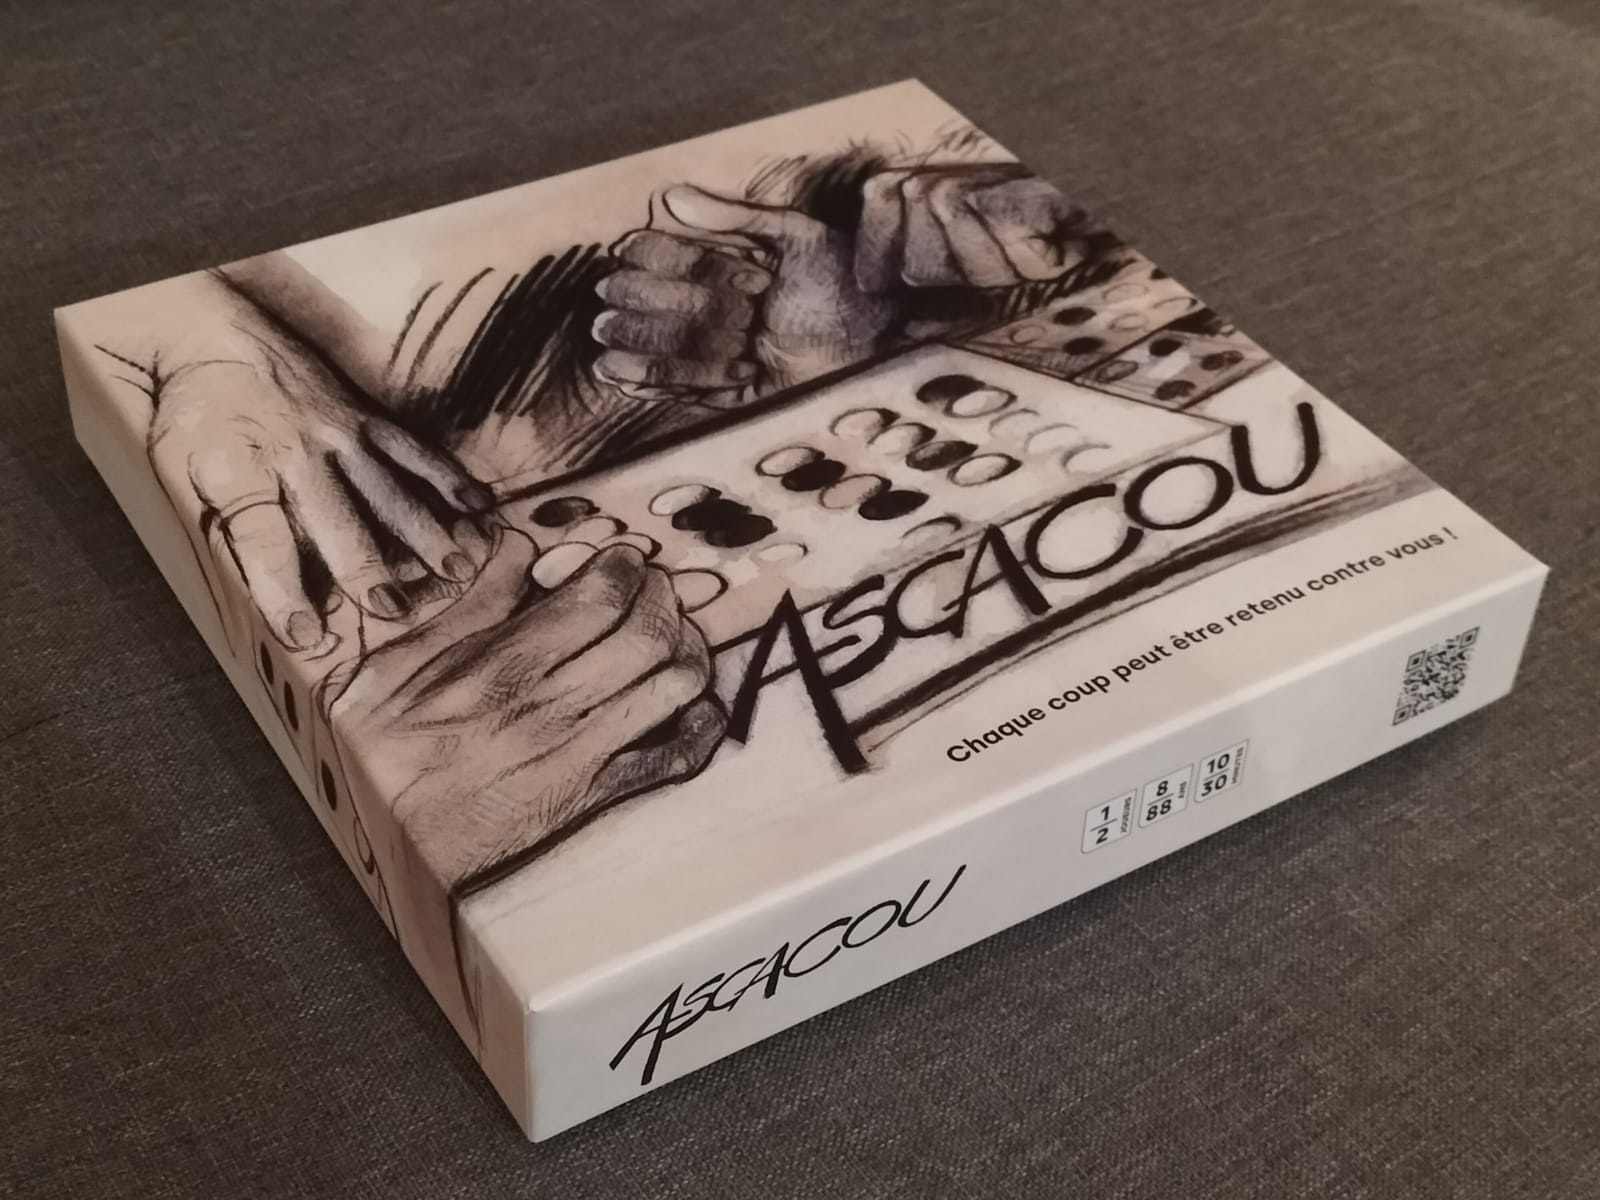 ASCACOU
Chaque coup peut être retenu contre vous !
ASCACOU
1
2
JOUEURS
8
88
ANS
10
30
MINUTES